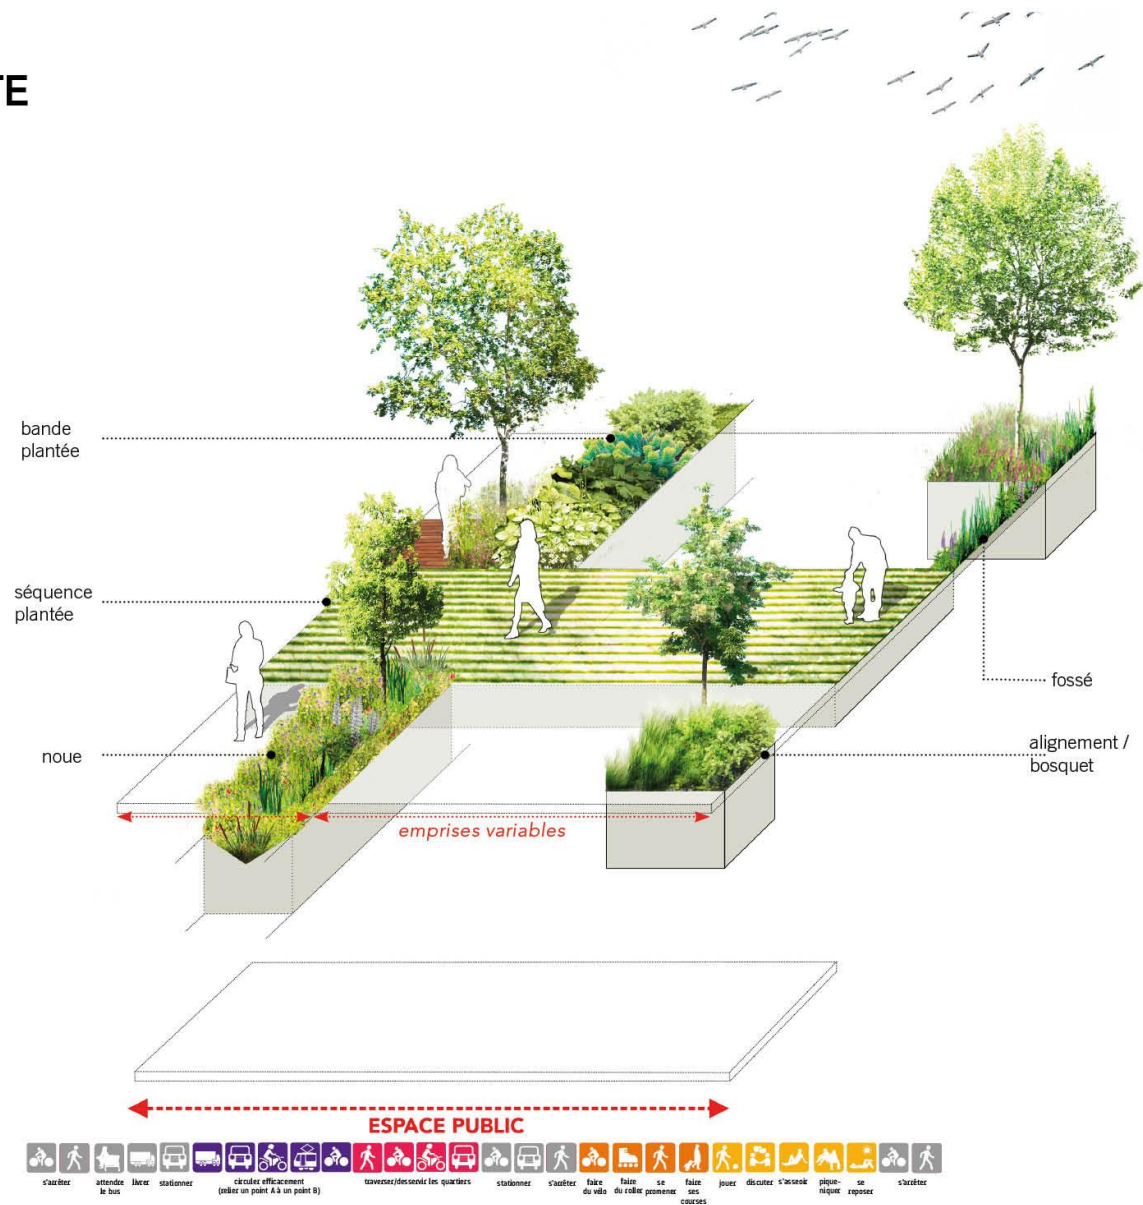 TE
bande
plantée
séquence
plantée
noue
fossé
alignement /
bosquet
emprises variables
ESPACE PUBLIC
s'arrêter
attendre
le bus
livrer
stationner
circuler efficacement
(relier un point A à un point B)
traverser/desservir les quartiers
stationner
s'arrêter
faire
du vélo
faire
du roller
se
promener
faire
ses
courses
jouer
discuter
s'asseoir
pique-
niquer
se
reposer
s'arrêter